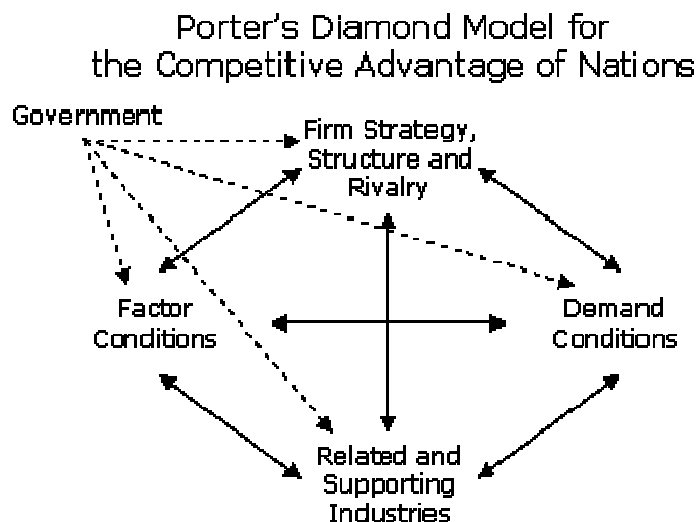 Porter's Diamond Model for
the Competitive Advantage of Nations
Government
Firm Strategy,
Structure and
Rivalry
Factor
Conditions
Demand
Conditions
Related and
Supporting
Industries